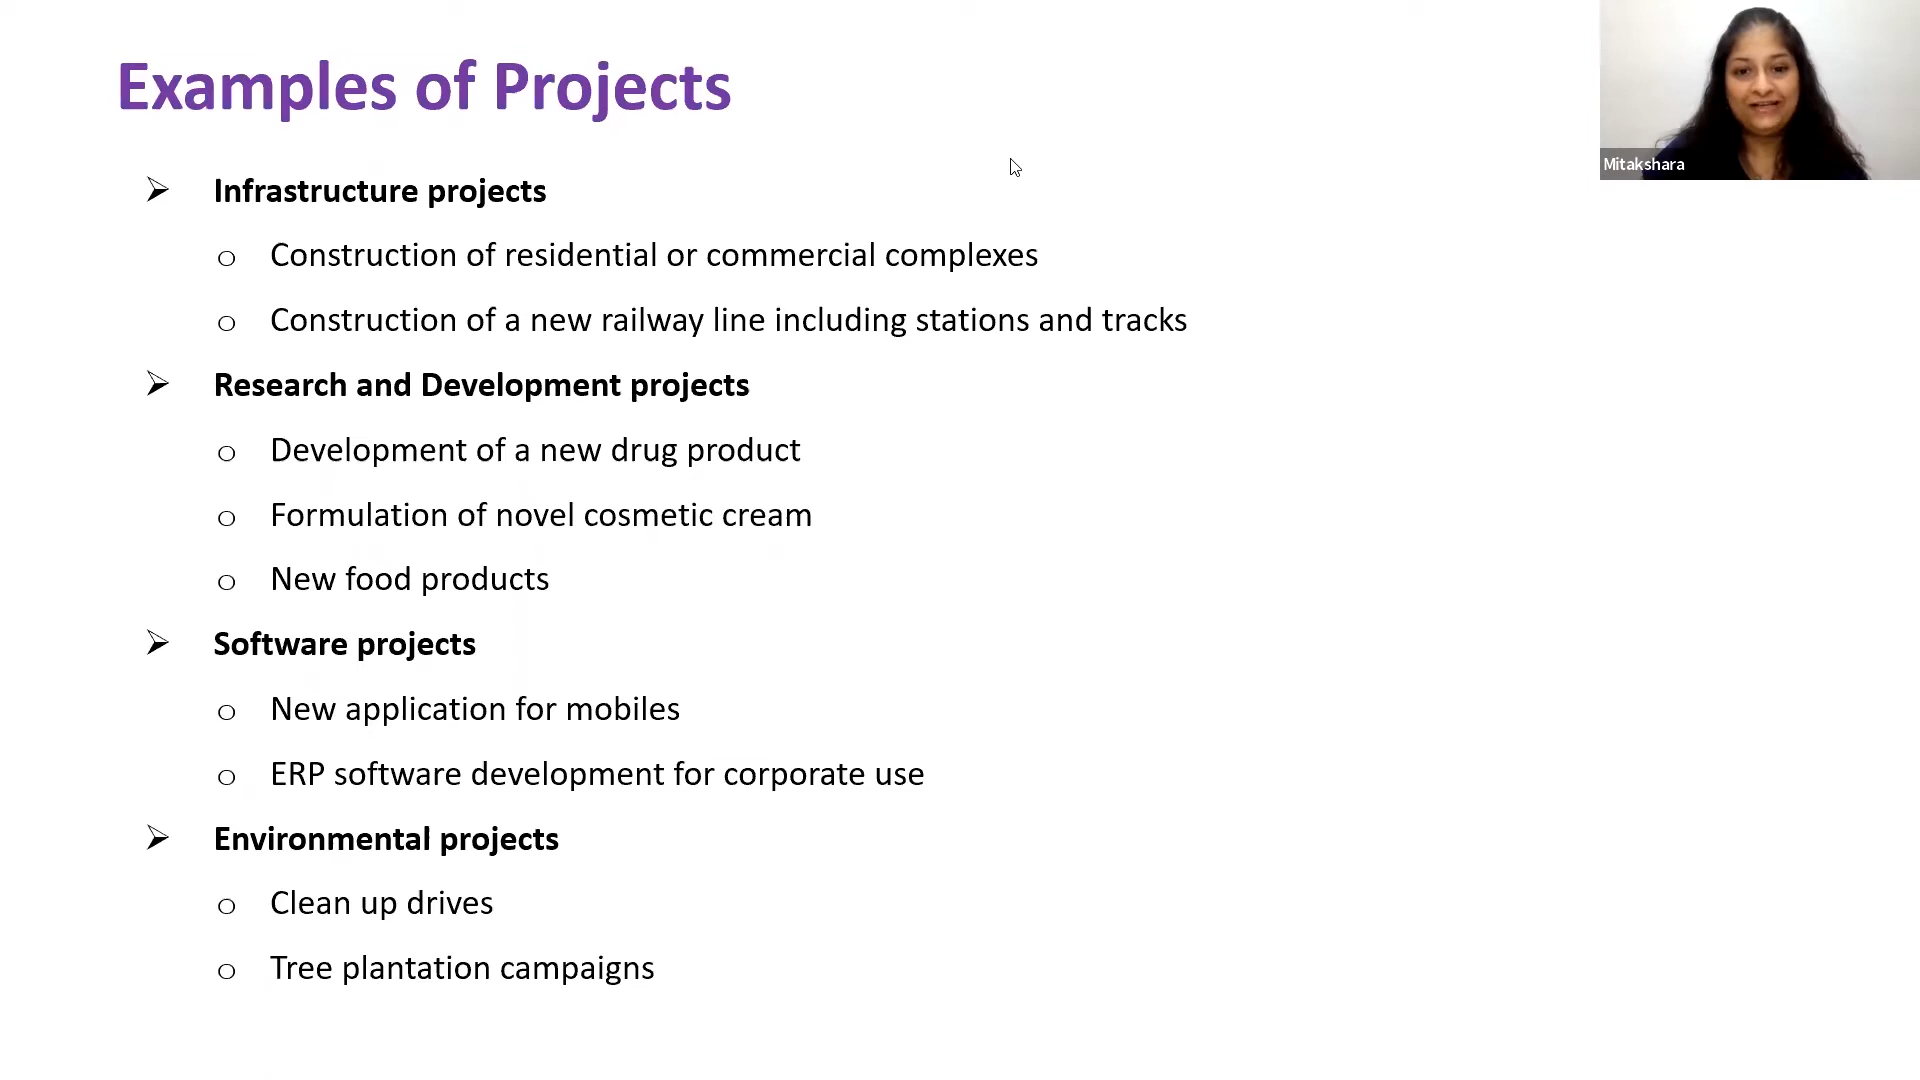 Examples of Projects
Mitakshara
Infrastructure projects
Construction of residential or commercial complexes
Construction of a new railway line including stations and tracks
Research and Development projects
Development of a new drug product
Formulation of novel cosmetic cream
New food products
Software projects
New application for mobiles
ERP software development for corporate use
Environmental projects
Clean up drives
Tree plantation campaigns